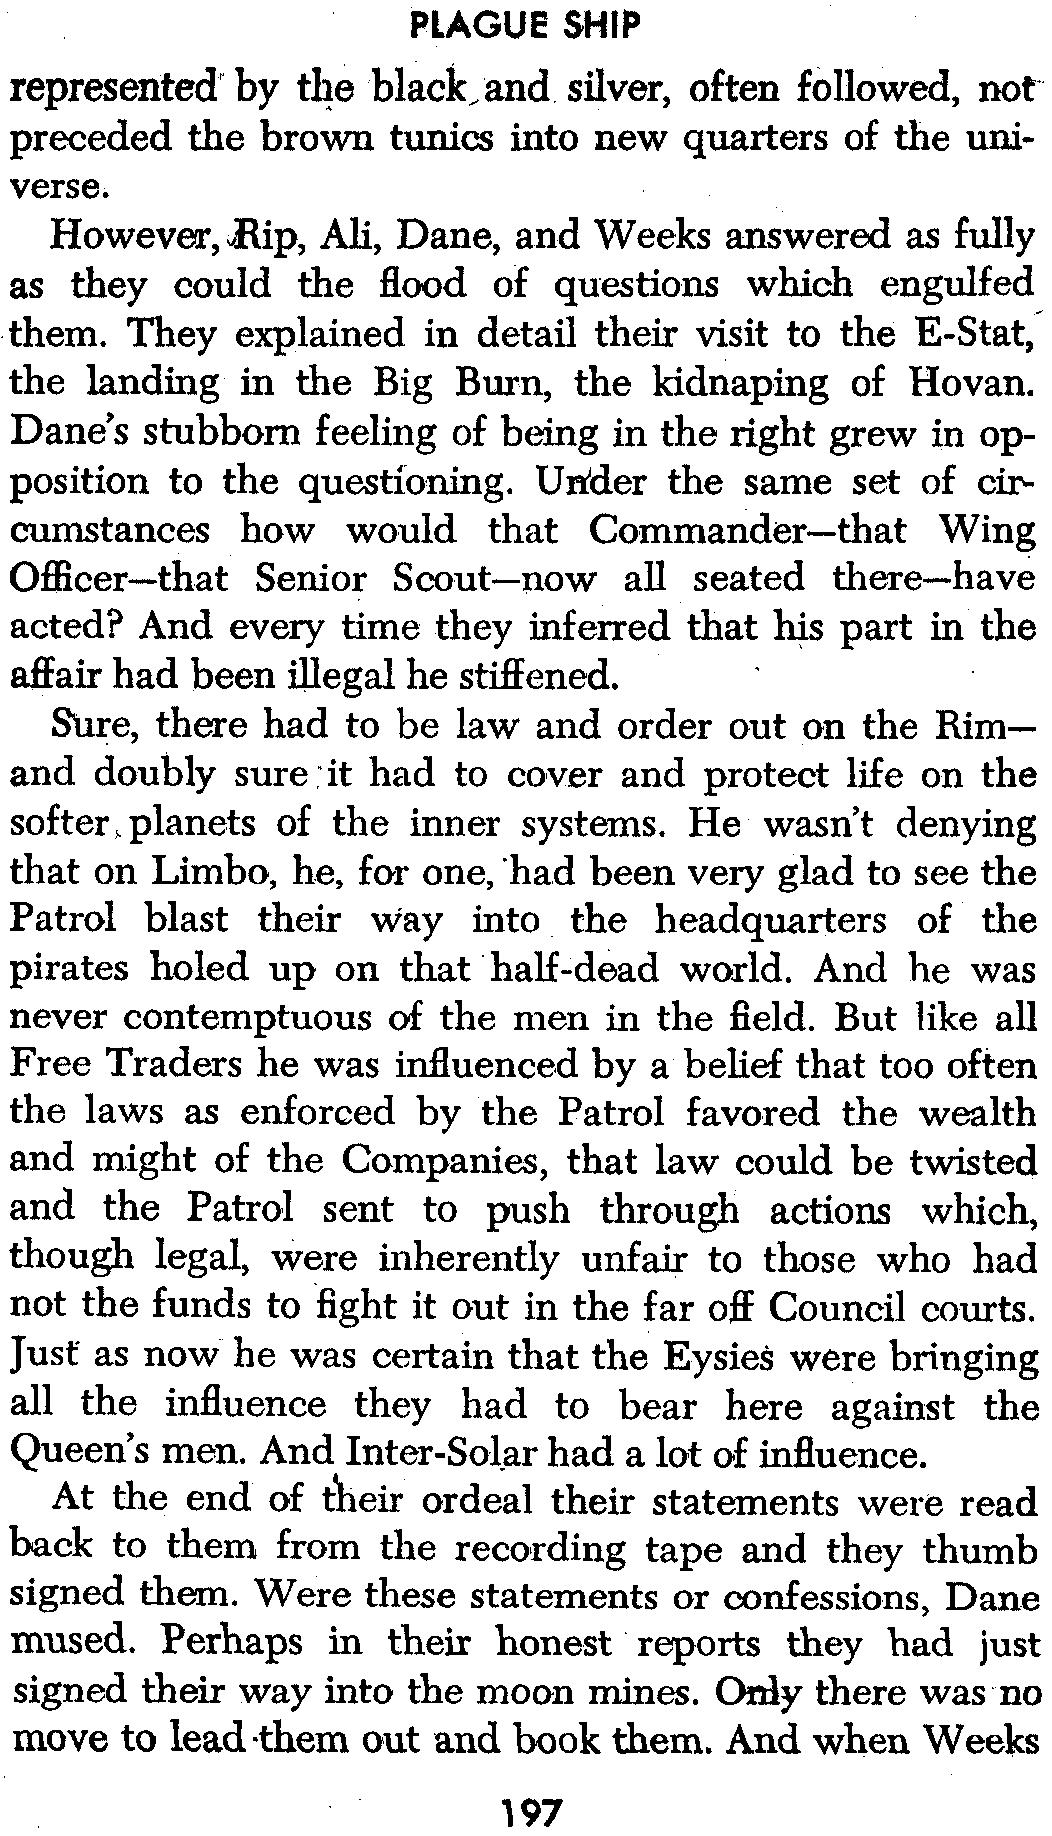 PLAGUE SHIP
represented by the black and silver, often followed, not
preceded the brown tunics into new quarters of the uni-
verse.
However, Rip, Ali, Dane, and Weeks answered as fully
as they could the flood of questions which engulfed
them. They explained in detail their visit to the E-Stat,
the landing in the Big Burn, the kidnaping of Hovan.
Dane's stubborn feeling of being in the right grew in op-
position to the questioning. Under the same set of cir-
cumstances how would that Commander—that Wing
Officer—that Senior Scout—now all seated there—have
acted? And every time they inferred that his part in the
affair had been illegal he stiffened.
Sure, there had to be law and order out on the Rim—
and doubly sure it had to cover and protect life on the
softer planets of the inner systems. He wasn't denying
that on Limbo, he, for one, had been very glad to see the
Patrol blast their way into the headquarters of the
pirates holed up on that half-dead world. And he was
never contemptuous of the men in the field. But like all
Free Traders he was influenced by a belief that too often
the laws as enforced by the Patrol favored the wealth
and might of the Companies, that law could be twisted
and the Patrol sent to push through actions which,
though legal, were inherently unfair to those who had
not the funds to fight it out in the far off Council courts.
Just as now he was certain that the Eysies were bringing
all the influence they had to bear here against the
Queen's men. And Inter-Solar had a lot of influence.
At the end of their ordeal their statements were read
back to them from the recording tape and they thumb
signed them. Were these statements or confessions, Dane
mused. Perhaps in their honest reports they had just
signed their way into the moon mines. Only there was no
move to lead them out and book them. And when Weeks
197